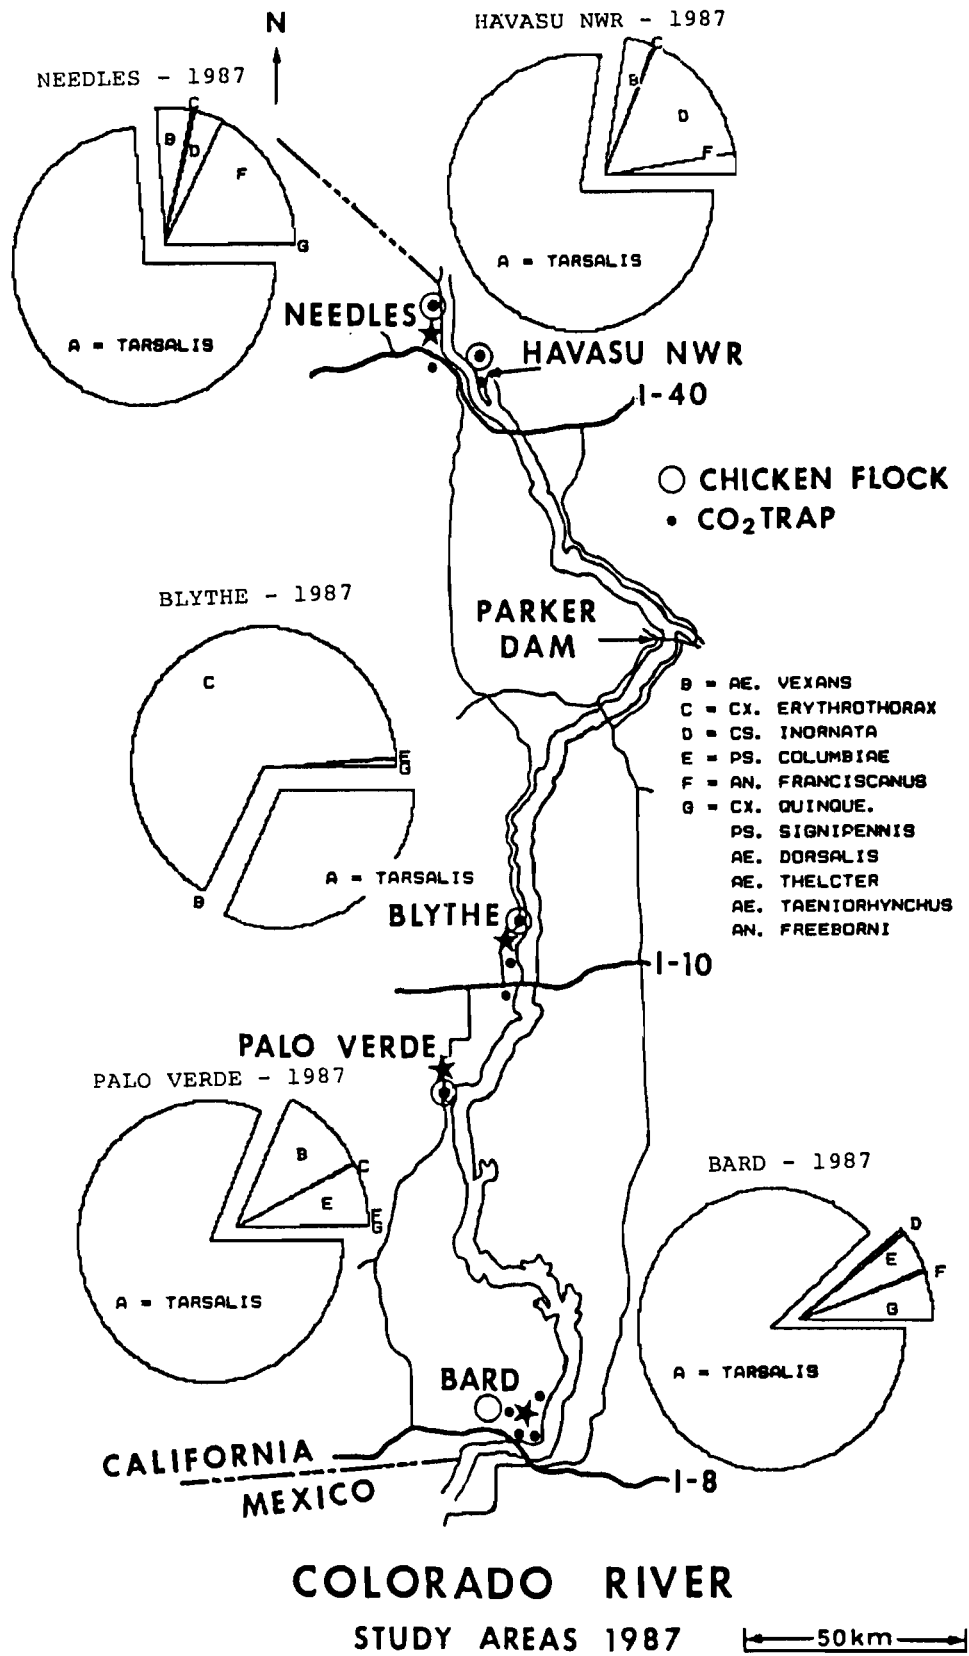 HAVASU NWR - 1987
N
NEEDLES - 1987
C
B
D
F
G
A = TARSALIS
C
B
D
F
A = TARSALIS
NEEDLES
HAVASU NWR
I-40
CHICKEN FLOCK
CO2 TRAP
BLYTHE - 1987
C
E
G
B
A = TARSALIS
PARKER
DAM
B = AE. VEXANS
C = CX. ERYTHROTHORAX
D = CS. INORNATA
E = PS. COLUMBIAE
F = AN. FRANCISCANUS
G = CX. QUINQUE.
PS. SIGNIPENNIS
AE. DORSALIS
AE. THELCTER
AE. TAENIORHYNCHUS
AN. FREEBORNI
BLYTHE
I-10
PALO VERDE
PALO VERDE - 1987
B
C
E
F
G
A = TARSALIS
BARD - 1987
D
E
F
G
A = TARSALIS
BARD
CALIFORNIA
MEXICO
I-8
COLORADO RIVER
STUDY AREAS 1987
50km